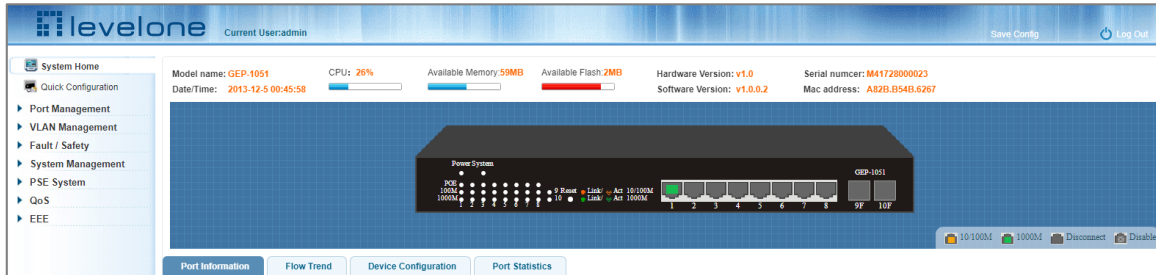 levelone
Current User:admin
Save Config
Log Out
System Home
Quick Configuration
Port Management
VLAN Management
Fault / Safety
System Management
PSE System
QoS
EEE
Model name: GEP-1051
CPU: 26%
Available Memory:59MB
Available Flash:2MB
Hardware Version: v1.0
Serial numcer: M41728000023
Date/Time: 2013-12-5 00:45:58
Software Version: v1.0.0.2
Mac address: A82B.B54B.6267
Power System
POE
100M
1000M
1 2 3 4 5 6 7 8
9 Reset Link/ Act 10/100M
10 Link/ Act 1000M
1 2 3 4 5 6 7 8
GEP-1051
9F 10F
10/100M 1000M Disconnect Disable
Port Information
Flow Trend
Device Configuration
Port Statistics